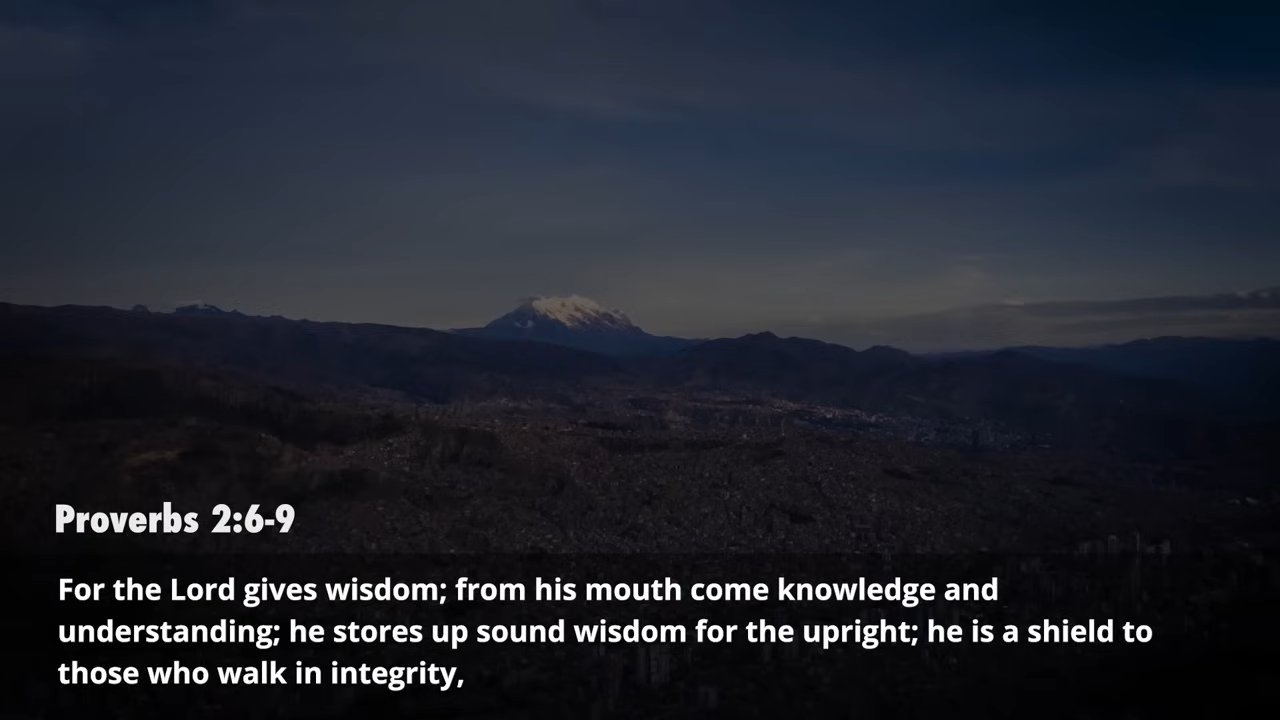 Proverbs 2:6-9
For the Lord gives wisdom; from his mouth come knowledge and
understanding; he stores up sound wisdom for the upright; he is a shield to
those who walk in integrity,